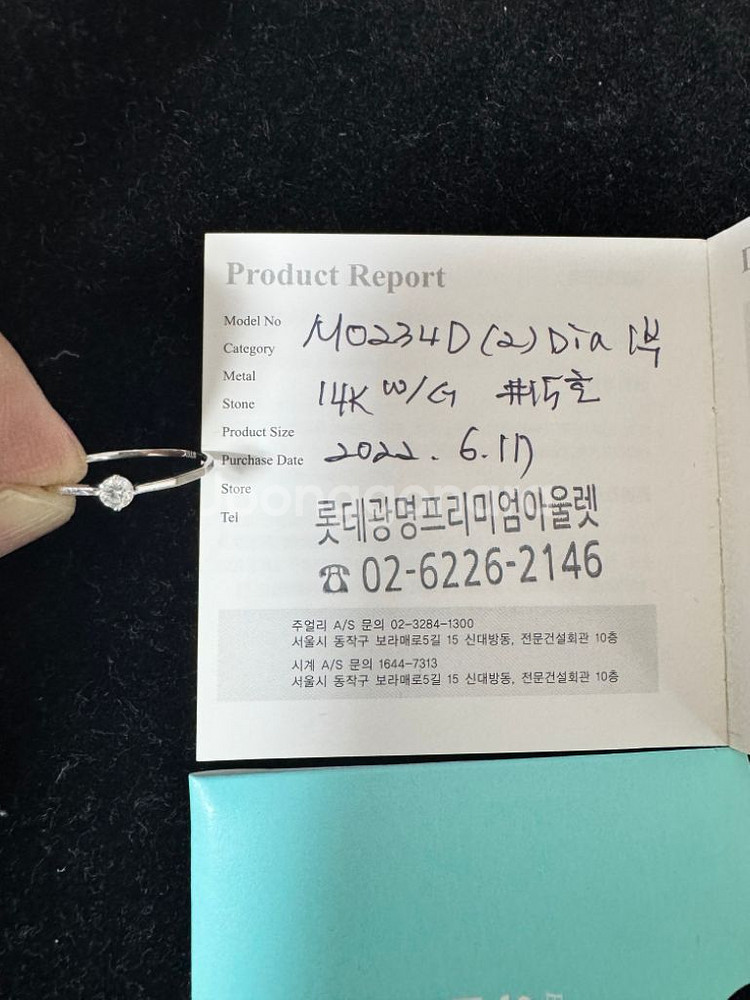 Product Report
Model No
Category
Metal
Stone
Product Size
Purchase Date
Store
Tel
M0234D (2) Dia 1부
14K W/G #15호
2022. 6. 17
롯데광명프리미엄아울렛
☎ 02-6226-2146
주얼리 A/S 문의 02-3284-1300
서울시 동작구 보라매로5길 15 신대방동, 전문건설회관 10층
시계 A/S 문의 1644-7313
서울시 동작구 보라매로5길 15 신대방동, 전문건설회관 10층